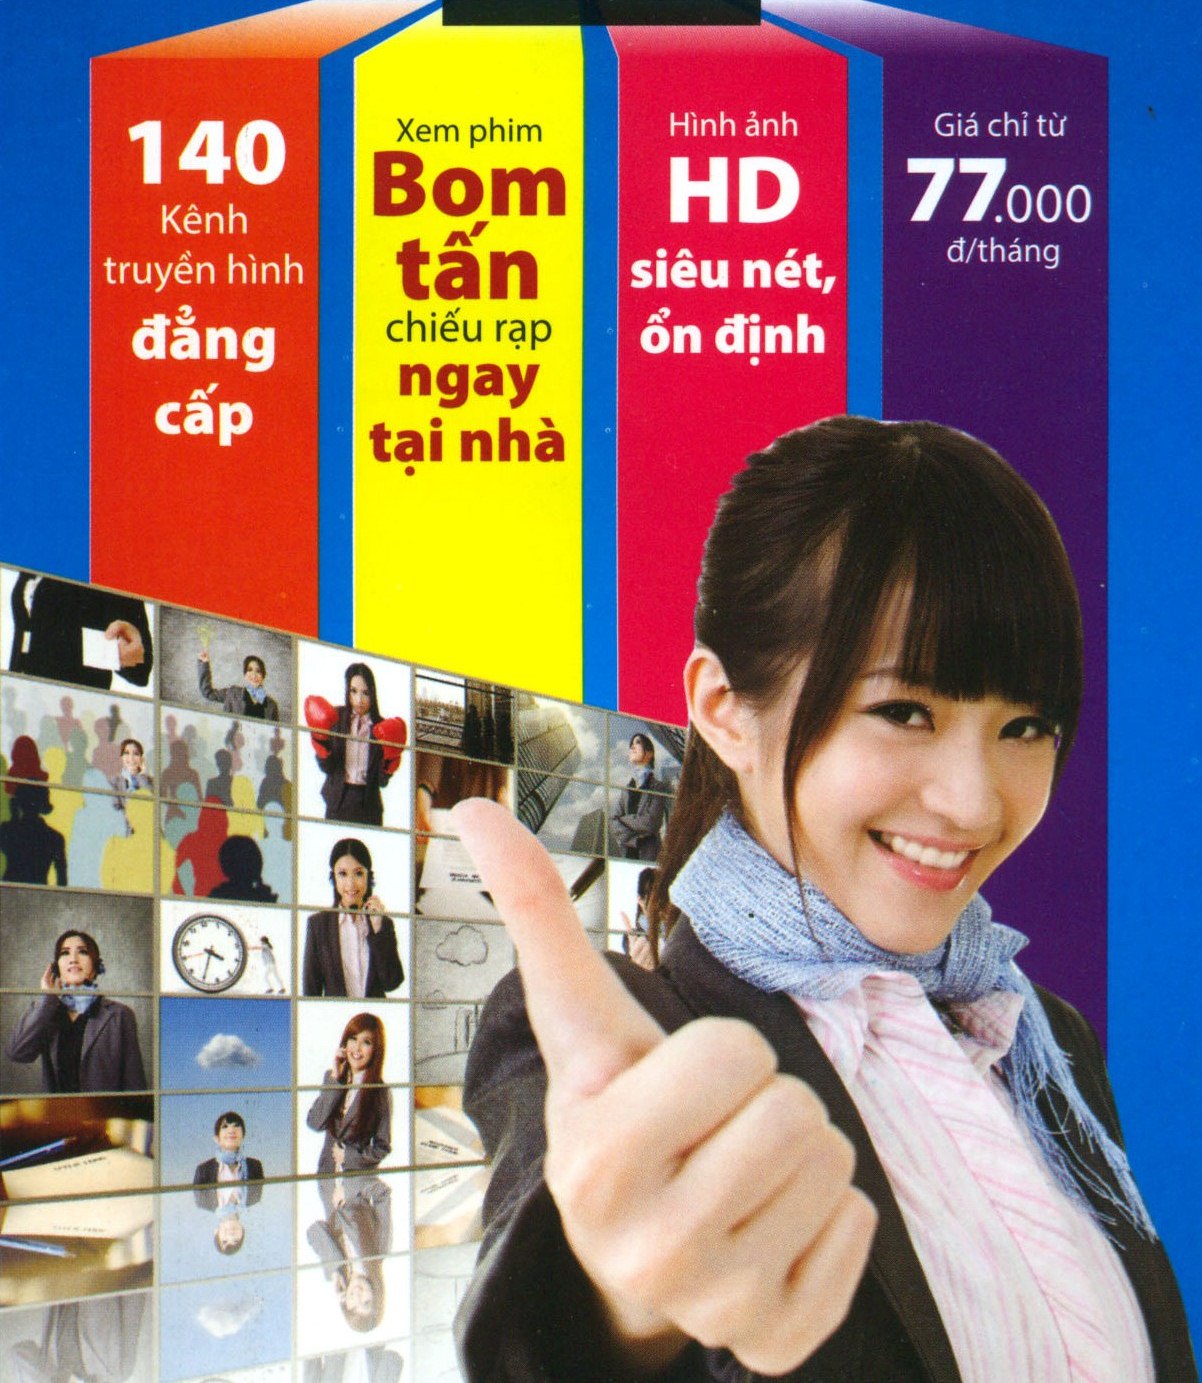 140
Kênh
truyền hình
đẳng
cấp
Xem phim
Bom
tấn
chiếu rạp
ngay
tại nhà
Hình ảnh
HD
siêu nét,
ổn định
Giá chỉ từ
77.000
đ/tháng